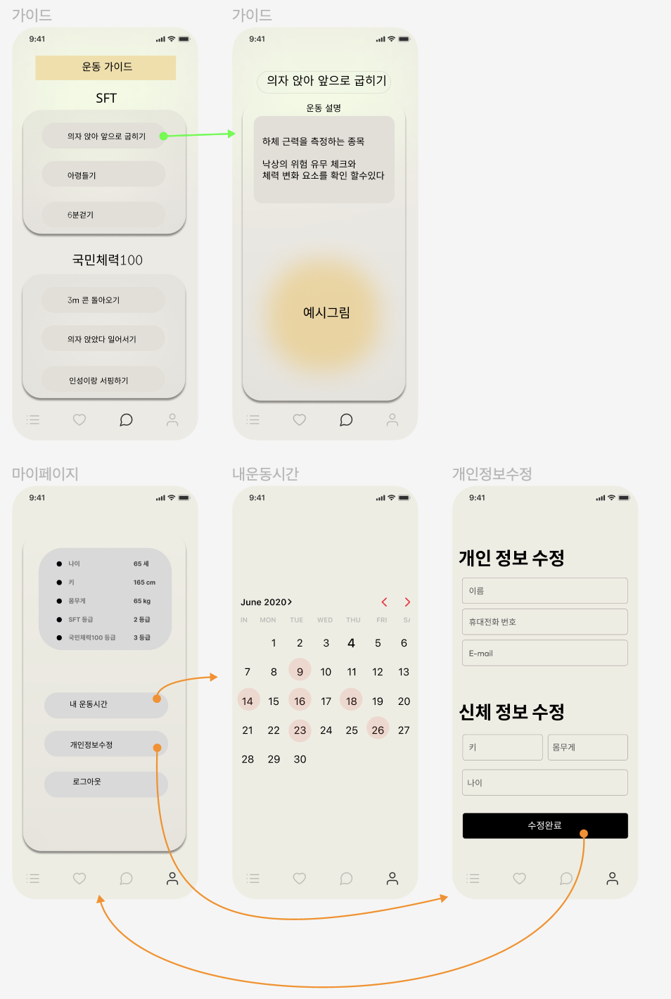 가이드
9:41
운동 가이드
SFT
의자 앉아 앞으로 굽히기
아령들기
6분걷기
국민체력100
3m 콘 돌아오기
의자 앉았다 일어서기
인성이랑 서핑하기
가이드
9:41
의자 앉아 앞으로 굽히기
운동 설명
하체 근력을 측정하는 종목
낙상의 위험 유무 체크와
체력 변화 요소를 확인 할수있다
예시그림
마이페이지
9:41
나이 65 세
키 165 cm
몸무게 65 kg
SFT 등급 2 등급
국민체력100 등급 3 등급
내 운동시간
개인정보수정
로그아웃
내운동시간
9:41
June 2020
IN MON TUE WED THU FRI SA
1 2 3 4 5 6
7 8 9 10 11 12 13
14 15 16 17 18 19 20
21 22 23 24 25 26 27
28 29 30
개인정보수정
9:41
개인 정보 수정
이름
휴대전화 번호
E-mail
신체 정보 수정
키 몸무게
나이
수정완료